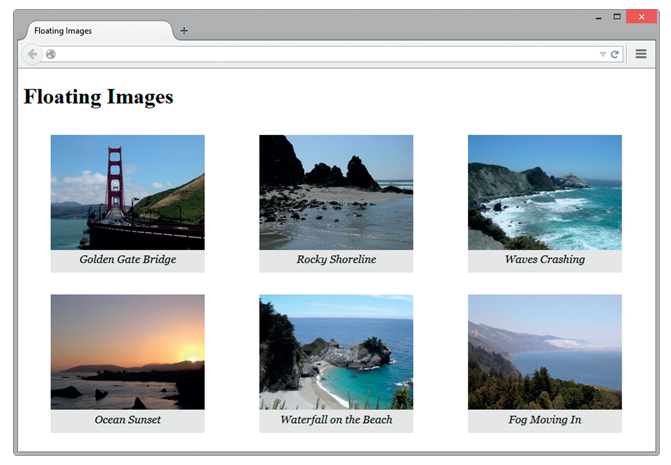 Floating Images
Floating Images
Golden Gate Bridge
Rocky Shoreline
Waves Crashing
Ocean Sunset
Waterfall on the Beach
Fog Moving In